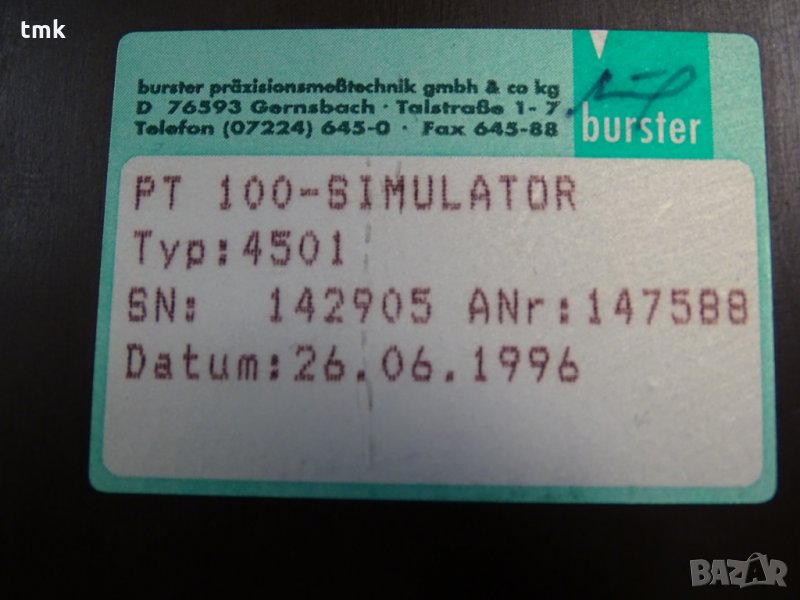 tmk
burster präzisionsmeßtechnik gmbh & co kg
D 76593 Gernsbach · Talstraße 1-7
Telefon (07224) 645-0 · Fax 645-88
burster
PT 100-SIMULATOR
Typ:4501
SN: 142905 ANr:147588
Datum:26.06.1996
BAZAR